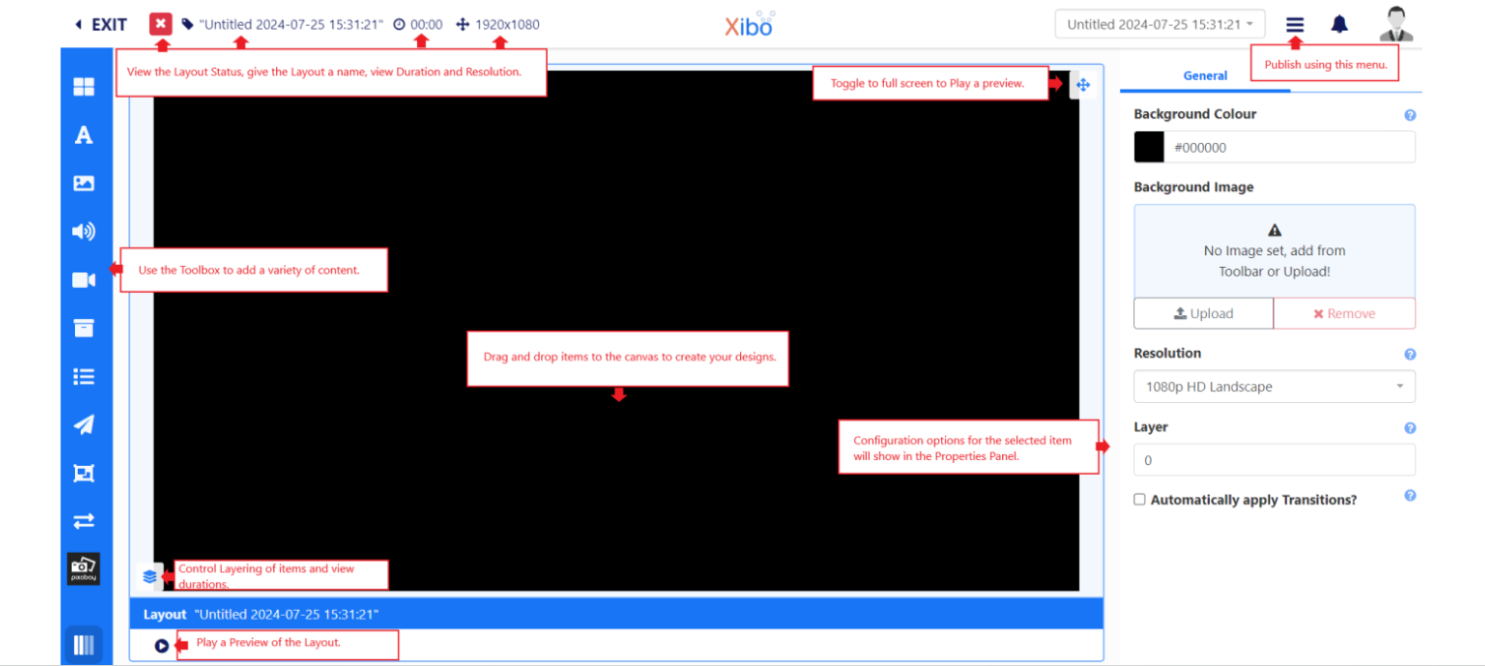 EXIT
"Untitled 2024-07-25 15:31:21"
00:00
1920x1080
Xibo
Untitled 2024-07-25 15:31:21
View the Layout Status, give the Layout a name, view Duration and Resolution.
Toggle to full screen to Play a preview.
Publish using this menu.
General
Background Colour
#000000
Background Image
No Image set, add from
Toolbar or Upload!
Upload
Remove
Resolution
1080p HD Landscape
Layer
0
Automatically apply Transitions?
A
Use the Toolbox to add a variety of content.
Drag and drop items to the canvas to create your designs.
Configuration options for the selected item
will show in the Properties Panel.
pixabay
Control Layering of items and view
durations.
Layout "Untitled 2024-07-25 15:31:21"
Play a Preview of the Layout.